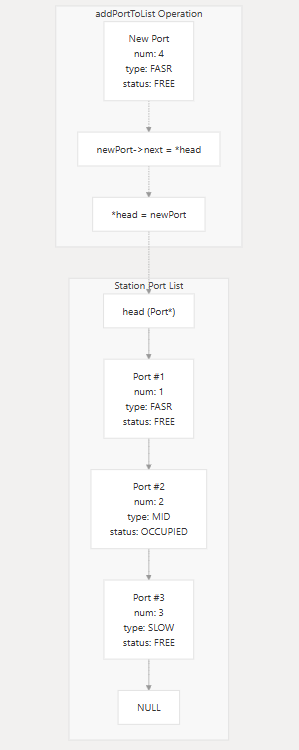 addPortToList Operation
New Port
num: 4
type: FASR
status: FREE
newPort->next = *head
*head = newPort
Station Port List
head (Port*)
Port #1
num: 1
type: FASR
status: FREE
Port #2
num: 2
type: MID
status: OCCUPIED
Port #3
num: 3
type: SLOW
status: FREE
NULL